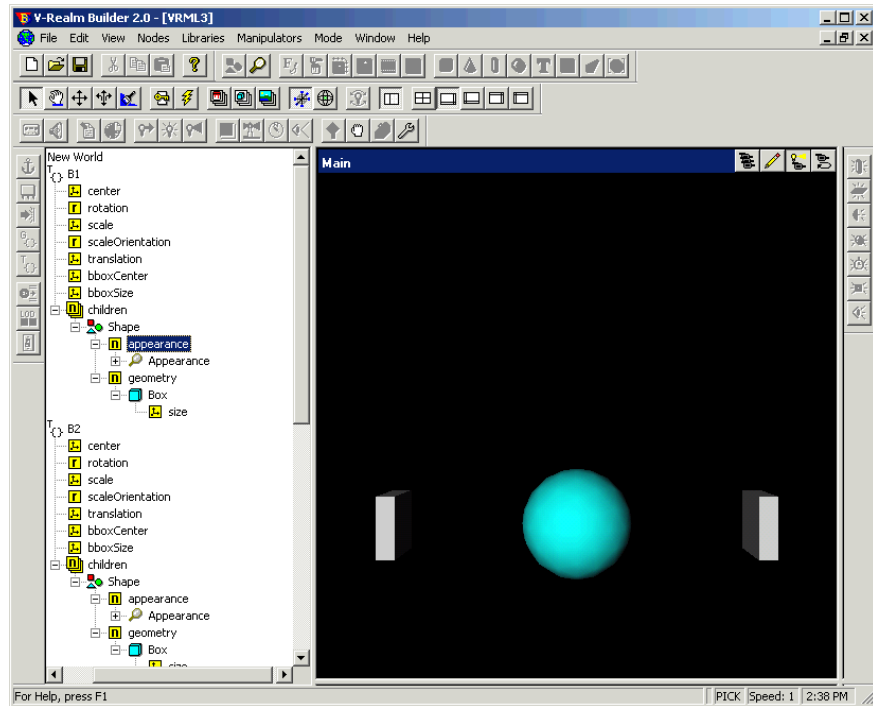 V-Realm Builder 2.0 - [VRML3]
File Edit View Nodes Libraries Manipulators Mode Window Help
New World
B1
center
rotation
scale
scaleOrientation
translation
bboxCenter
bboxSize
children
Shape
appearance
Appearance
geometry
Box
size
B2
center
rotation
scale
scaleOrientation
translation
bboxCenter
bboxSize
children
Shape
appearance
Appearance
geometry
Box
size
Main
For Help, press F1
PICK Speed: 1 2:38 PM